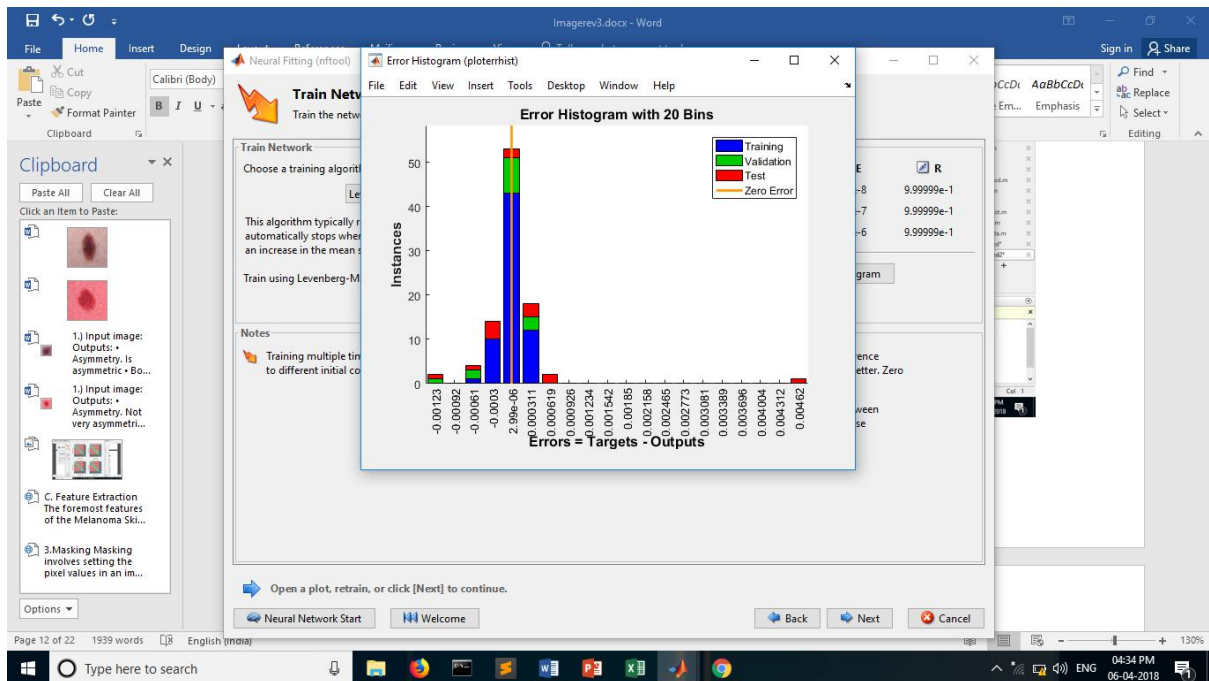 Imagerev3.docx - Word
File Home Insert Design
Sign in Share
Cut
Copy
Format Painter
Paste
Clipboard
Calibri (Body)
B I U
AaBbCcDc
Emphasis
Find
Replace
Select
Editing
Clipboard
Paste All Clear All
Click an Item to Paste:
1.) Input image:
Outputs: •
Asymmetry. Is
asymmetric • Bo...
1.) Input image:
Outputs: •
Asymmetry. Not
very asymmetri...
C. Feature Extraction
The foremost features
of the Melanoma Ski...
3.Masking Masking
involves setting the
pixel values in an im...
Options
Neural Fitting (nftool)
Train Netw
Train the netw
Train Network
Choose a training algorit
Le
This algorithm typically r
automatically stops when
an increase in the mean s
Train using Levenberg-M
Notes
Training multiple tim
to different initial co
Error Histogram (ploterrhist)
File Edit View Insert Tools Desktop Window Help
Error Histogram with 20 Bins
Training
Validation
Test
Zero Error
Instances
50
40
30
20
10
0
-0.00123
-0.00092
-0.00061
-0.0003
2.99e-06
0.000311
0.000619
0.000926
0.001234
0.001542
0.00185
0.002158
0.002465
0.002773
0.003081
0.003389
0.003696
0.004004
0.004312
0.00462
Errors = Targets - Outputs
E R
-8 9.99999e-1
-7 9.99999e-1
-6 9.99999e-1
gram
rence
etter. Zero
ween
se
Open a plot, retrain, or click [Next] to continue.
Neural Network Start Welcome Back Next Cancel
Page 12 of 22 1939 words English (India) 130%
Type here to search
ENG 04:34 PM
06-04-2018